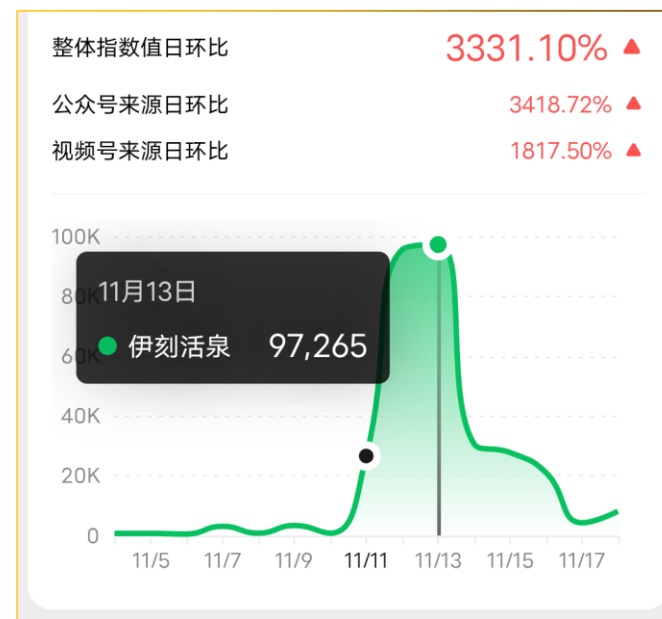 整体指数值日环比 3331.10% ▲
公众号来源日环比 3418.72% ▲
视频号来源日环比 1817.50% ▲
100K
11月13日
80K
伊刻活泉 97,265
60K
40K
20K
0
11/5 11/7 11/9 11/11 11/13 11/15 11/17